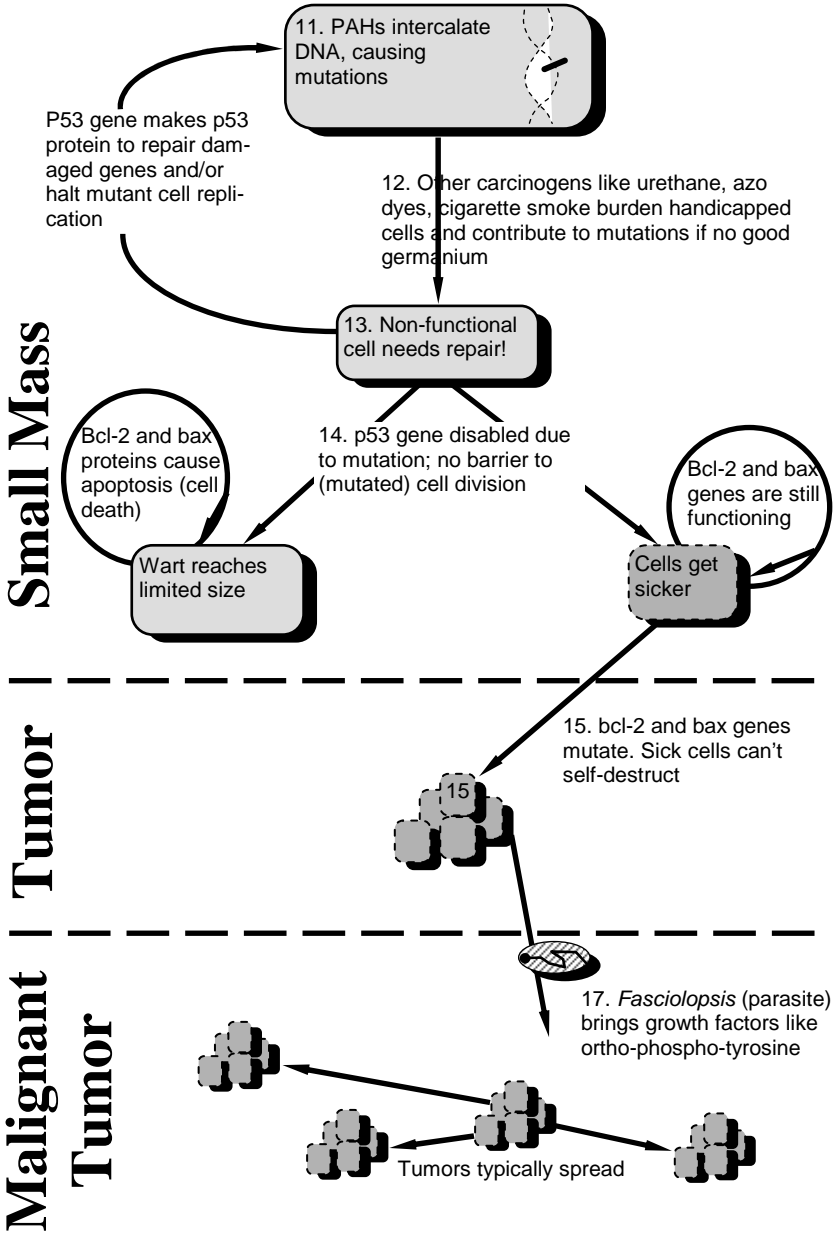 11. PAHs intercalate
DNA, causing
mutations
P53 gene makes p53
protein to repair dam-
aged genes and/or
halt mutant cell repli-
cation
12. Other carcinogens like urethane, azo
dyes, cigarette smoke burden handicapped
cells and contribute to mutations if no good
germanium
13. Non-functional
cell needs repair!
Small Mass
Bcl-2 and bax
proteins cause
apoptosis (cell
death)
14. p53 gene disabled due
to mutation; no barrier to
(mutated) cell division
Bcl-2 and bax
genes are still
functioning
Wart reaches
limited size
Cells get
sicker
Tumor
15. bcl-2 and bax genes
mutate. Sick cells can’t
self-destruct
15
Malignant
Tumor
17. Fasciolopsis (parasite)
brings growth factors like
ortho-phospho-tyrosine
Tumors typically spread